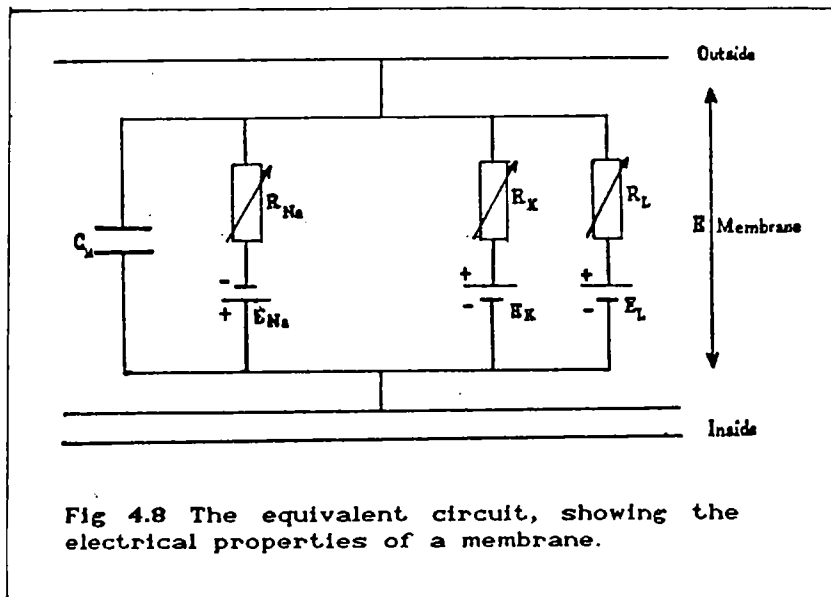 Outside
R_Na
R_K
R_L
E Membrane
C_M
- + +
+ E_Na - E_K - E_L
Inside
Fig 4.8 The equivalent circuit, showing the
electrical properties of a membrane.